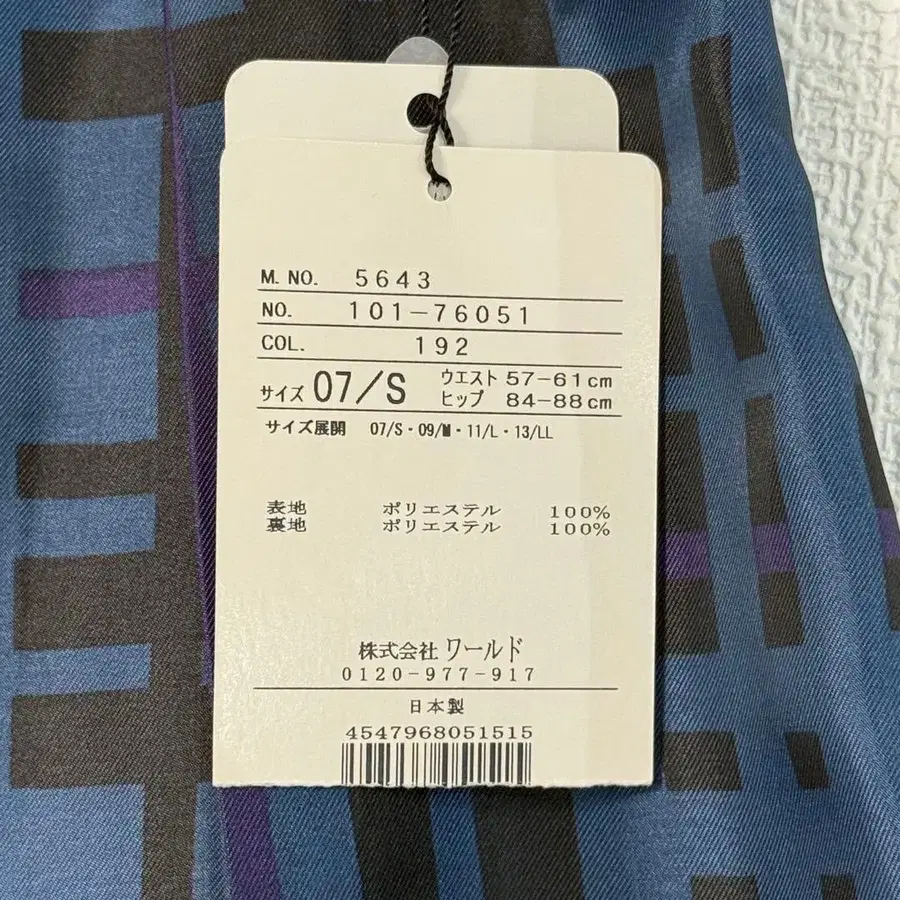 M. NO. 5643
NO. 101-76051
COL. 192
サイズ 07/S ウエスト 57-61cm
ヒップ 84-88cm
サイズ展開 07/S・09/M・11/L・13/LL
表地 ポリエステル 100%
裏地 ポリエステル 100%
株式会社 ワールド
0120-977-917
日本製
4547968051515